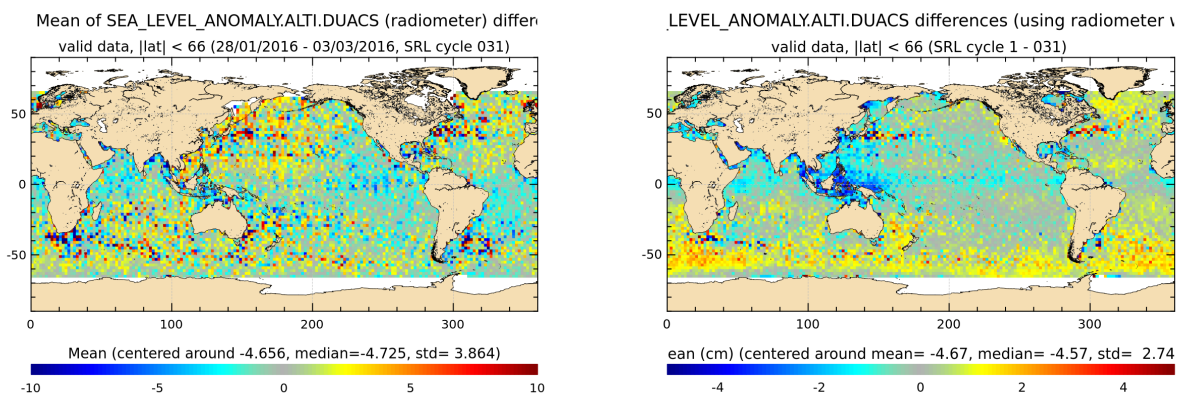 Mean of SEA_LEVEL_ANOMALY.ALTI.DUACS (radiometer) differ
valid data, |lat| < 66 (28/01/2016 - 03/03/2016, SRL cycle 031)
50
0
-50
0 100 200 300
Mean (centered around -4.656, median=-4.725, std= 3.864)
-10 -5 0 5 10
LEVEL_ANOMALY.ALTI.DUACS differences (using radiometer
valid data, |lat| < 66 (SRL cycle 1 - 031)
50
0
-50
0 100 200 300
ean (cm) (centered around mean= -4.67, median= -4.57, std= 2.74
-4 -2 0 2 4